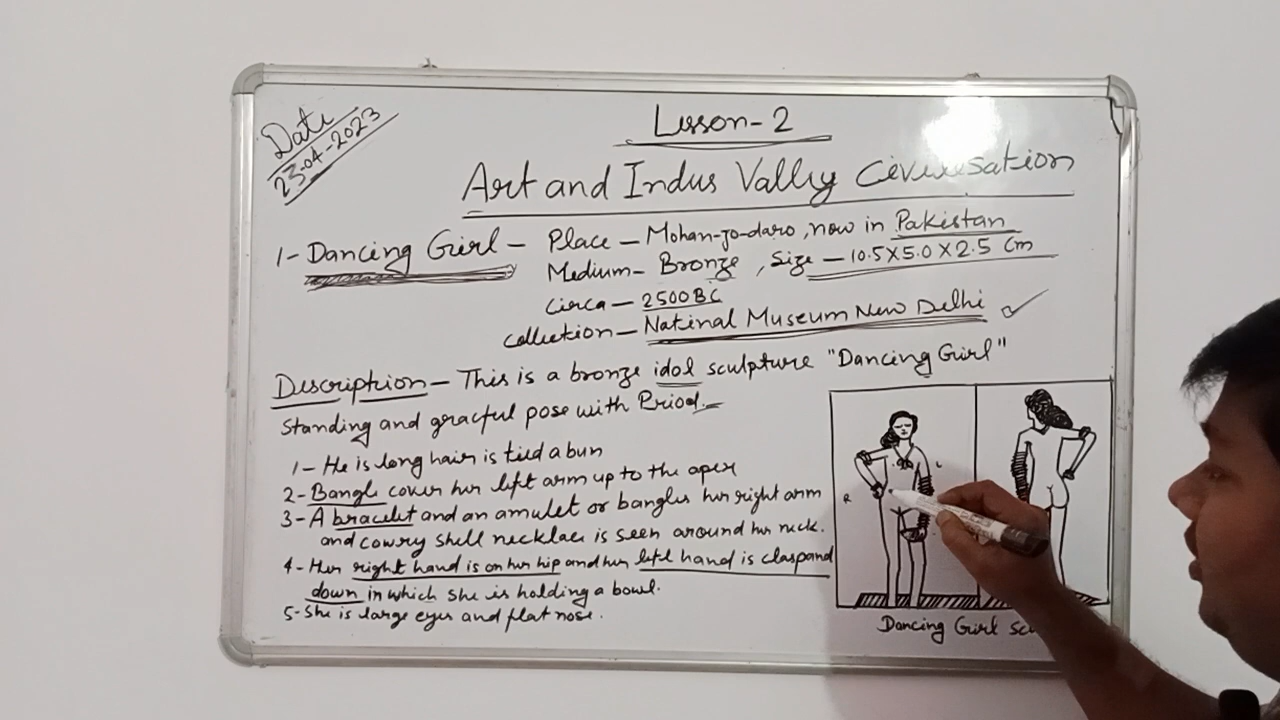 Date
23-04-2023
Lesson-2
Art and Indus Valley Civilisation
1- Dancing Girl - Place - Mohan-jo-daro, now in Pakistan
Medium- Bronze, Size - 10.5X5.0X2.5 Cm
Circa - 2500 BC
Collection - Natinal Museum New Delhi
Description - This is a bronze idol sculpture "Dancing Girl"
Standing and graceful pose with Priod.
1- He is long hair is tied a bun
2- Bangle cover her left arm up to the apex
3- A bracelet and an amulet or bangles her right arm
and cowry shell necklace is seen around her neck.
4- Her right hand is on her hip and her left hand is clasp and
down in which she is holding a bowl.
5- She is large eyes and flat nose.
R
L
Dancing Girl